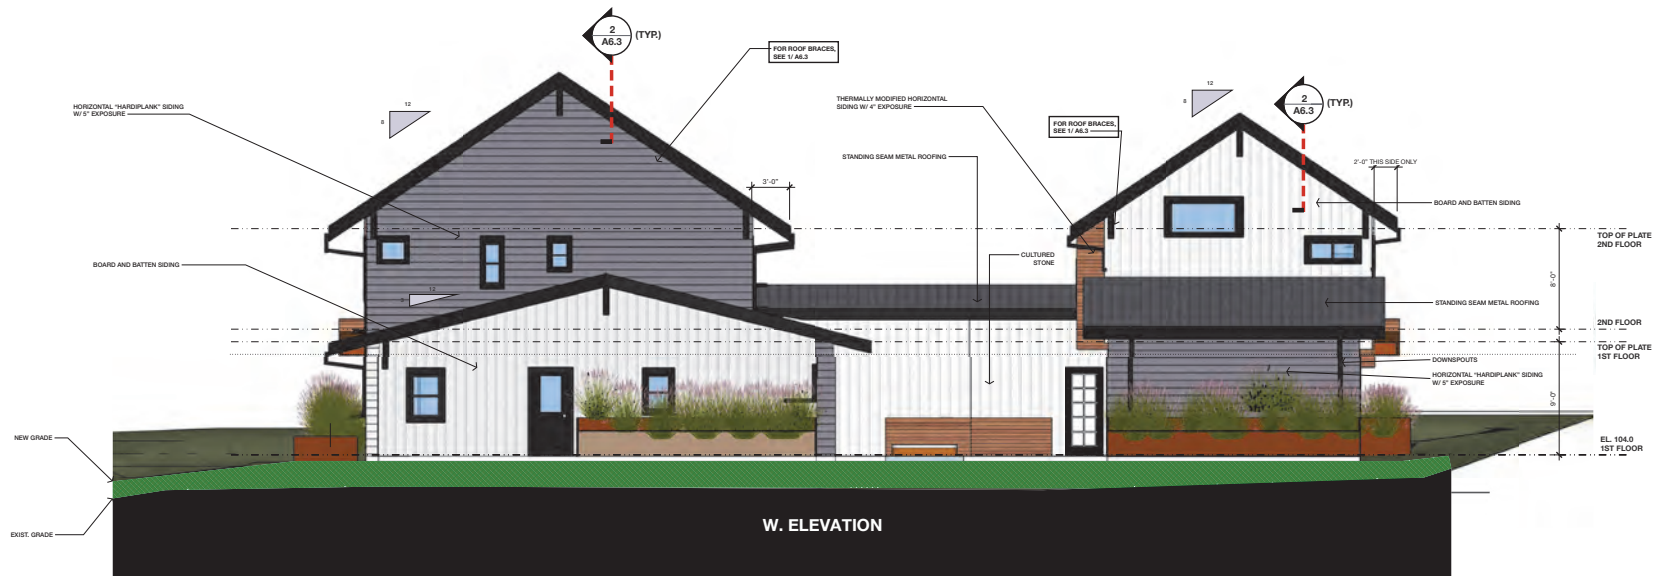 2
A6.3
(TYP.)
FOR ROOF BRACES,
SEE 1/ A6.3
HORIZONTAL "HARDIPLANK" SIDING
W/ 5" EXPOSURE
12
8
THERMALLY MODIFIED HORIZONTAL
SIDING W/ 4" EXPOSURE
12
8
2
A6.3
(TYP.)
FOR ROOF BRACES,
SEE 1/ A6.3
STANDING SEAM METAL ROOFING
2'-0" THIS SIDE ONLY
3'-0"
BOARD AND BATTEN SIDING
TOP OF PLATE
2ND FLOOR
BOARD AND BATTEN SIDING
CULTURED
STONE
8'-0"
12
STANDING SEAM METAL ROOFING
2ND FLOOR
TOP OF PLATE
1ST FLOOR
DOWNSPOUTS
HORIZONTAL "HARDIPLANK" SIDING
W/ 5" EXPOSURE
9'-0"
NEW GRADE
EL. 104.0
1ST FLOOR
EXIST. GRADE
W. ELEVATION